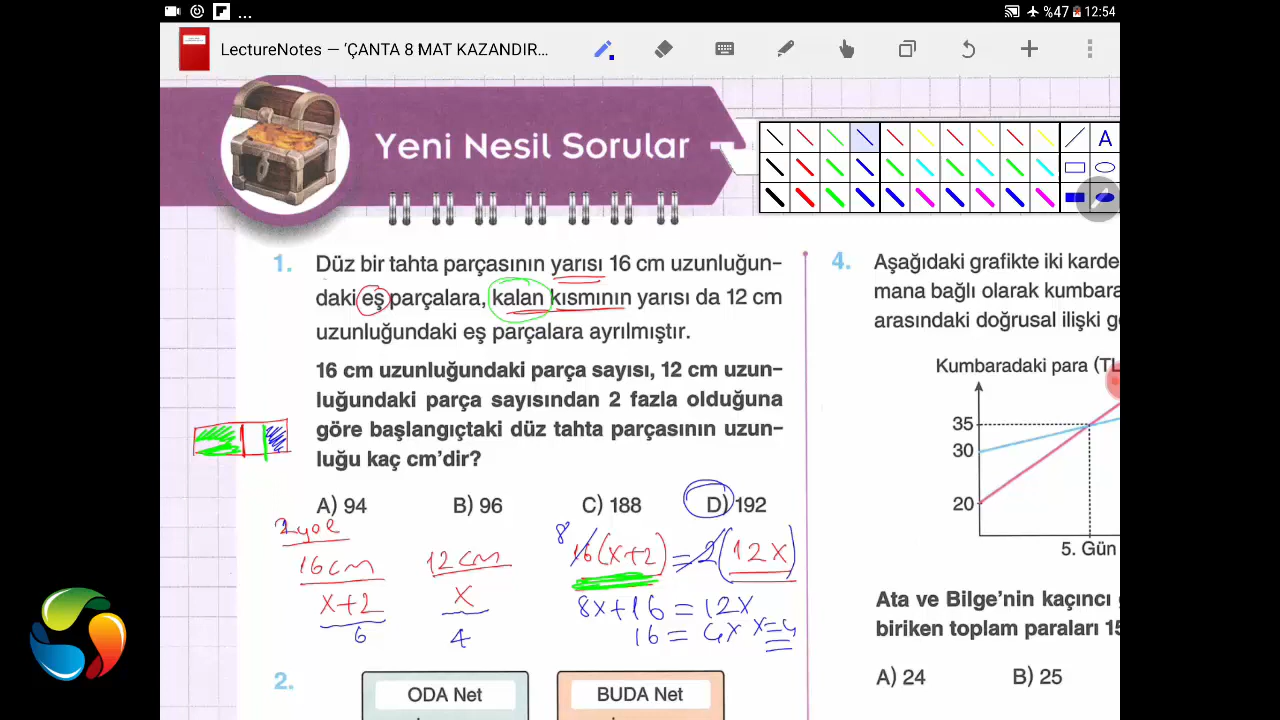 ... %47 12:54
LectureNotes — ‘ÇANTA 8 MAT KAZANDIR...
Yeni Nesil Sorular
A
1. Düz bir tahta parçasının yarısı 16 cm uzunluğun-
daki eş parçalara, kalan kısmının yarısı da 12 cm
uzunluğundaki eş parçalara ayrılmıştır.
16 cm uzunluğundaki parça sayısı, 12 cm uzun-
luğundaki parça sayısından 2 fazla olduğuna
göre başlangıçtaki düz tahta parçasının uzun-
luğu kaç cm’dir?
A) 94 B) 96 C) 188 D) 192
2.yol
16cm 12cm 8 16(x+2) = 2(12x)
x+2 x 8x+16 = 12x
6 4 16 = 4x x=4
2.
ODA Net BUDA Net
4. Aşağıdaki grafikte iki karde
mana bağlı olarak kumbara
arasındaki doğrusal ilişki g
Kumbaradaki para (TL
35
30
20
5. Gün
Ata ve Bilge’nin kaçıncı
biriken toplam paraları 15
A) 24 B) 25